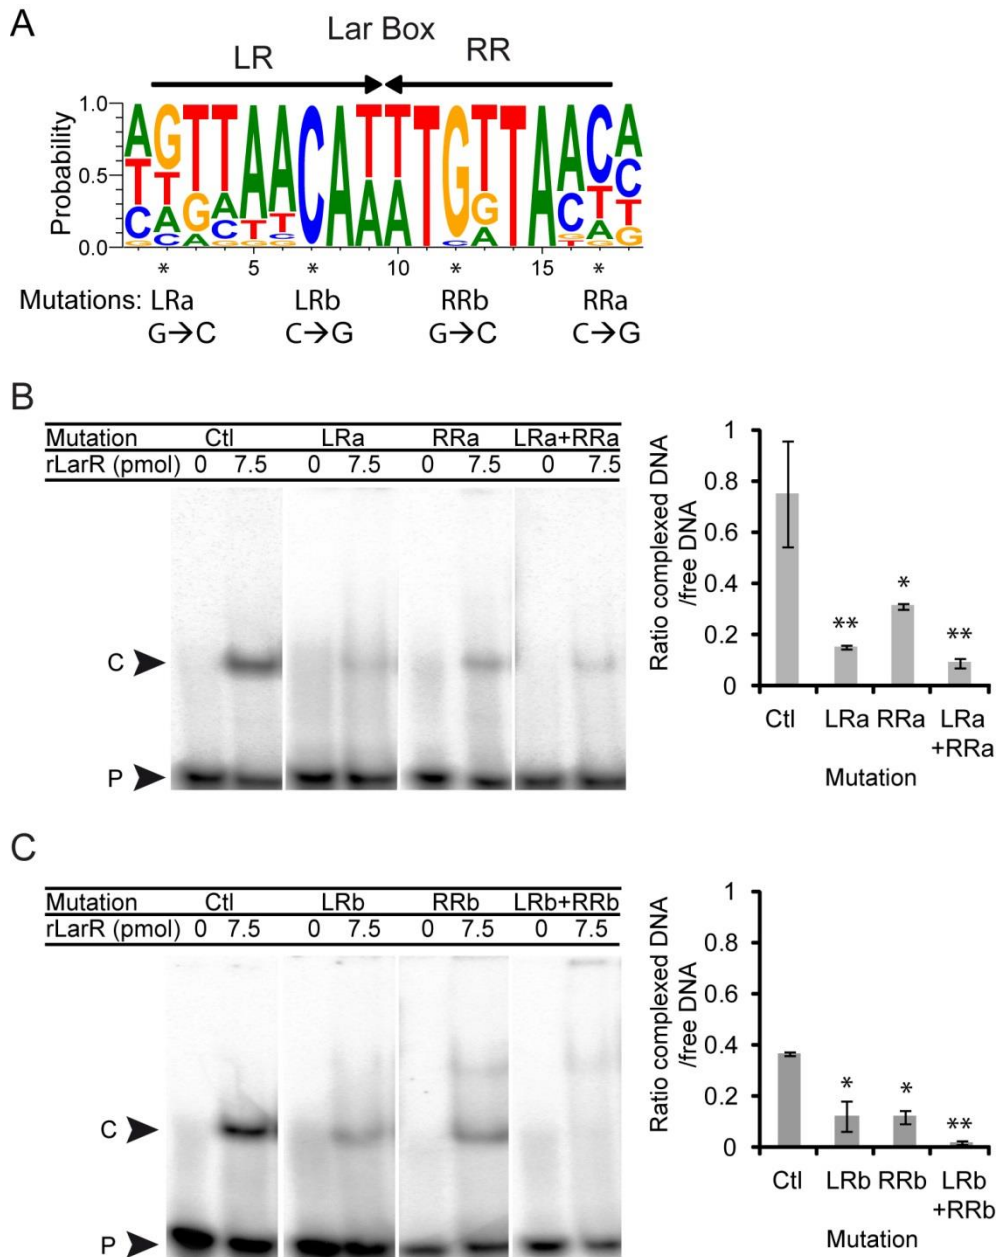 A
Lar Box
LR RR
Probability
1.0
0.5
0.0
5 10 15
* * * *
Mutations: LRa LRb RRb RRa
G→C C→G G→C C→G
B
Mutation Ctl LRa RRa LRa+RRa
rLarR (pmol) 0 7.5 0 7.5 0 7.5 0 7.5
C
P
Ratio complexed DNA
/free DNA
1
0.8
0.6
0.4
0.2
0
** * **
Ctl LRa RRa LRa
+RRa
Mutation
C
Mutation Ctl LRb RRb LRb+RRb
rLarR (pmol) 0 7.5 0 7.5 0 7.5 0 7.5
C
P
Ratio complexed DNA
/free DNA
1
0.8
0.6
0.4
0.2
0
* * **
Ctl LRb RRb LRb
+RRb
Mutation